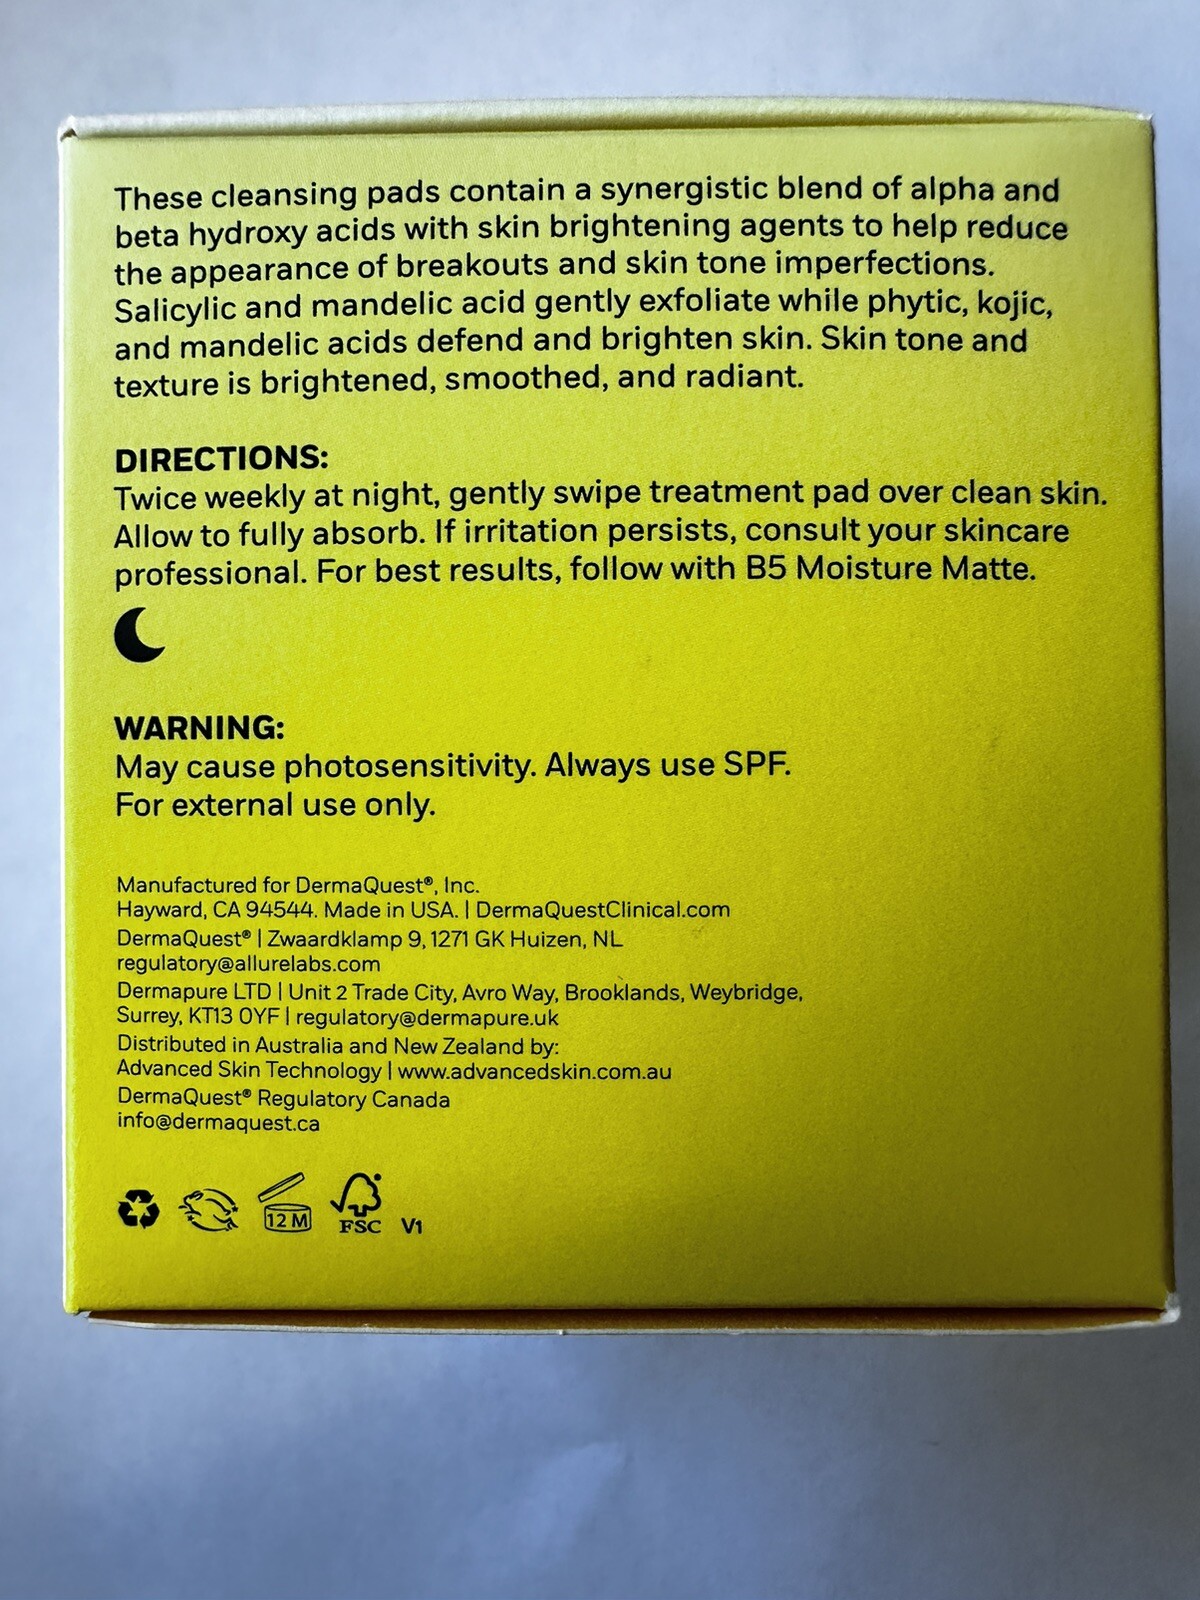 These cleansing pads contain a synergistic blend of alpha and
beta hydroxy acids with skin brightening agents to help reduce
the appearance of breakouts and skin tone imperfections.
Salicylic and mandelic acid gently exfoliate while phytic, kojic,
and mandelic acids defend and brighten skin. Skin tone and
texture is brightened, smoothed, and radiant.
DIRECTIONS:
Twice weekly at night, gently swipe treatment pad over clean skin.
Allow to fully absorb. If irritation persists, consult your skincare
professional. For best results, follow with B5 Moisture Matte.
WARNING:
May cause photosensitivity. Always use SPF.
For external use only.
Manufactured for DermaQuest®, Inc.
Hayward, CA 94544. Made in USA. | DermaQuestClinical.com
DermaQuest® | Zwaardklamp 9, 1271 GK Huizen, NL
regulatory@allurelabs.com
Dermapure LTD | Unit 2 Trade City, Avro Way, Brooklands, Weybridge,
Surrey, KT13 0YF | regulatory@dermapure.uk
Distributed in Australia and New Zealand by:
Advanced Skin Technology | www.advancedskin.com.au
DermaQuest® Regulatory Canada
info@dermaquest.ca
12 M FSC V1